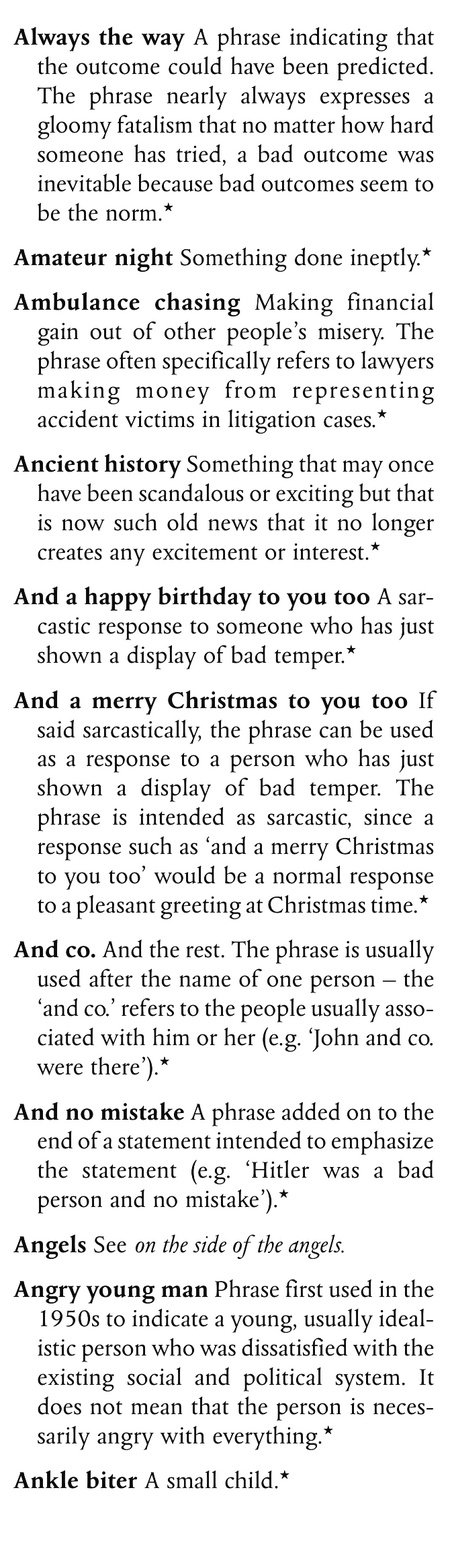 Always the way A phrase indicating that
the outcome could have been predicted.
The phrase nearly always expresses a
gloomy fatalism that no matter how hard
someone has tried, a bad outcome was
inevitable because bad outcomes seem to
be the norm.★
Amateur night Something done ineptly.★
Ambulance chasing Making financial
gain out of other people’s misery. The
phrase often specifically refers to lawyers
making money from representing
accident victims in litigation cases.★
Ancient history Something that may once
have been scandalous or exciting but that
is now such old news that it no longer
creates any excitement or interest.★
And a happy birthday to you too A sar-
castic response to someone who has just
shown a display of bad temper.★
And a merry Christmas to you too If
said sarcastically, the phrase can be used
as a response to a person who has just
shown a display of bad temper. The
phrase is intended as sarcastic, since a
response such as ‘and a merry Christmas
to you too’ would be a normal response
to a pleasant greeting at Christmas time.★
And co. And the rest. The phrase is usually
used after the name of one person – the
‘and co.’ refers to the people usually asso-
ciated with him or her (e.g. ‘John and co.
were there’).★
And no mistake A phrase added on to the
end of a statement intended to emphasize
the statement (e.g. ‘Hitler was a bad
person and no mistake’).★
Angels See on the side of the angels.
Angry young man Phrase first used in the
1950s to indicate a young, usually ideal-
istic person who was dissatisfied with the
existing social and political system. It
does not mean that the person is neces-
sarily angry with everything.★
Ankle biter A small child.★